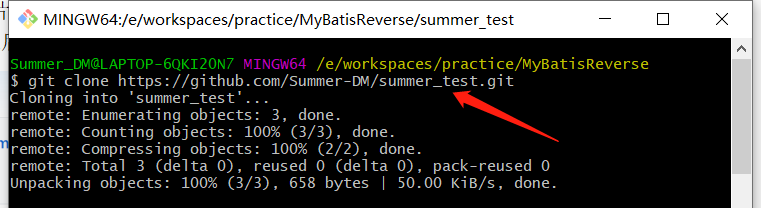 MINGW64:/e/workspaces/practice/MyBatisReverse/summer_test
Summer_DM@LAPTOP-6QKI2ON7 MINGW64 /e/workspaces/practice/MyBatisReverse
$ git clone https://github.com/Summer-DM/summer_test.git
Cloning into 'summer_test'...
remote: Enumerating objects: 3, done.
remote: Counting objects: 100% (3/3), done.
remote: Compressing objects: 100% (2/2), done.
remote: Total 3 (delta 0), reused 0 (delta 0), pack-reused 0
Unpacking objects: 100% (3/3), 658 bytes | 50.00 KiB/s, done.